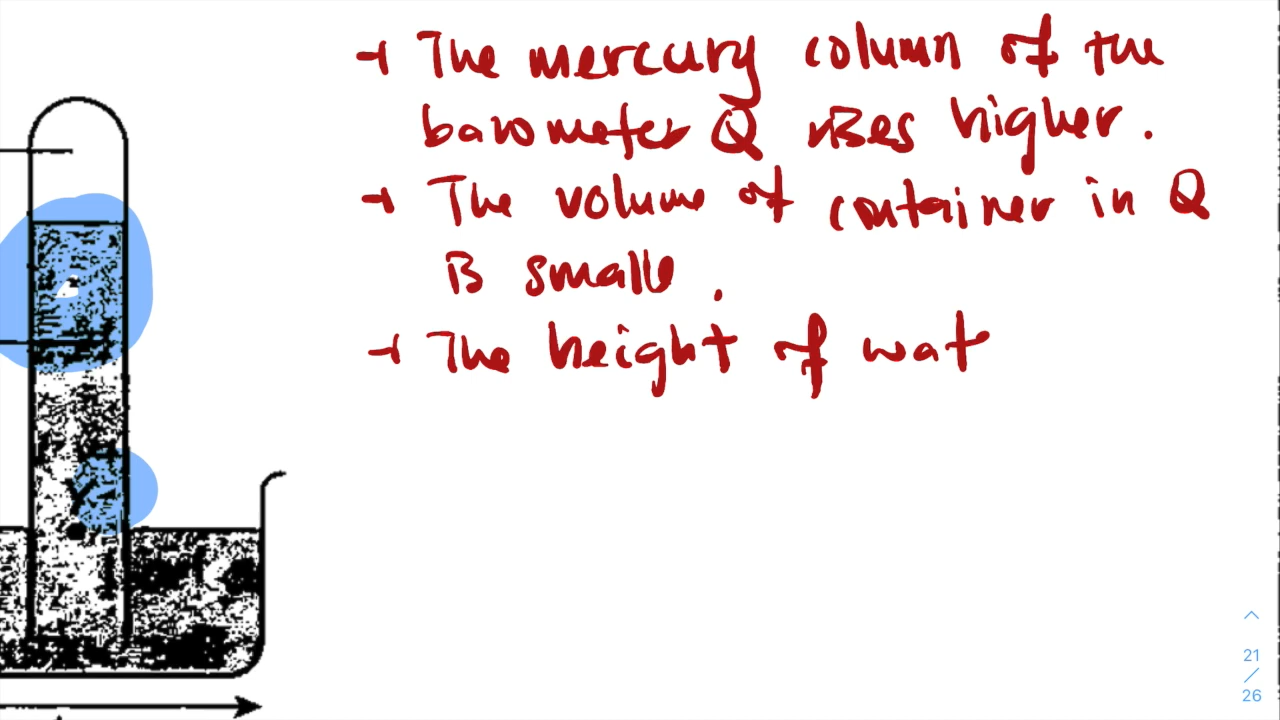 → The mercury column of the
barometer Q rises higher.
→ The volume of container in Q
is smalle.
→ The height of wat
Y
21
/
26